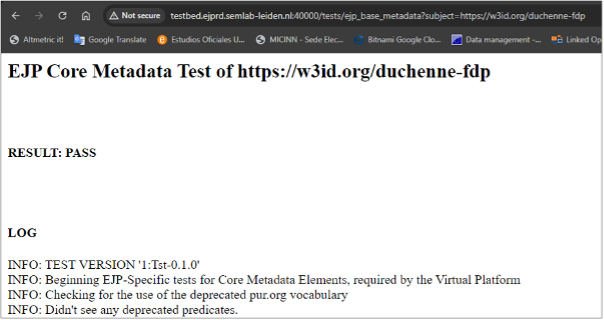 Not secure testbed.ejprd.semlab-leiden.nl:40000/tests/ejp_base_metadata?subject=https://w3id.org/duchenne-fdp
Altmetric it! Google Translate Estudios Oficiales U... MICINN - Sede Elec... Bitnami Google Clo... Data management -... Linked Op
EJP Core Metadata Test of https://w3id.org/duchenne-fdp
RESULT: PASS
LOG
INFO: TEST VERSION '1:Tst-0.1.0'
INFO: Beginning EJP-Specific tests for Core Metadata Elements, required by the Virtual Platform
INFO: Checking for the use of the deprecated pur.org vocabulary
INFO: Didn't see any deprecated predicates.